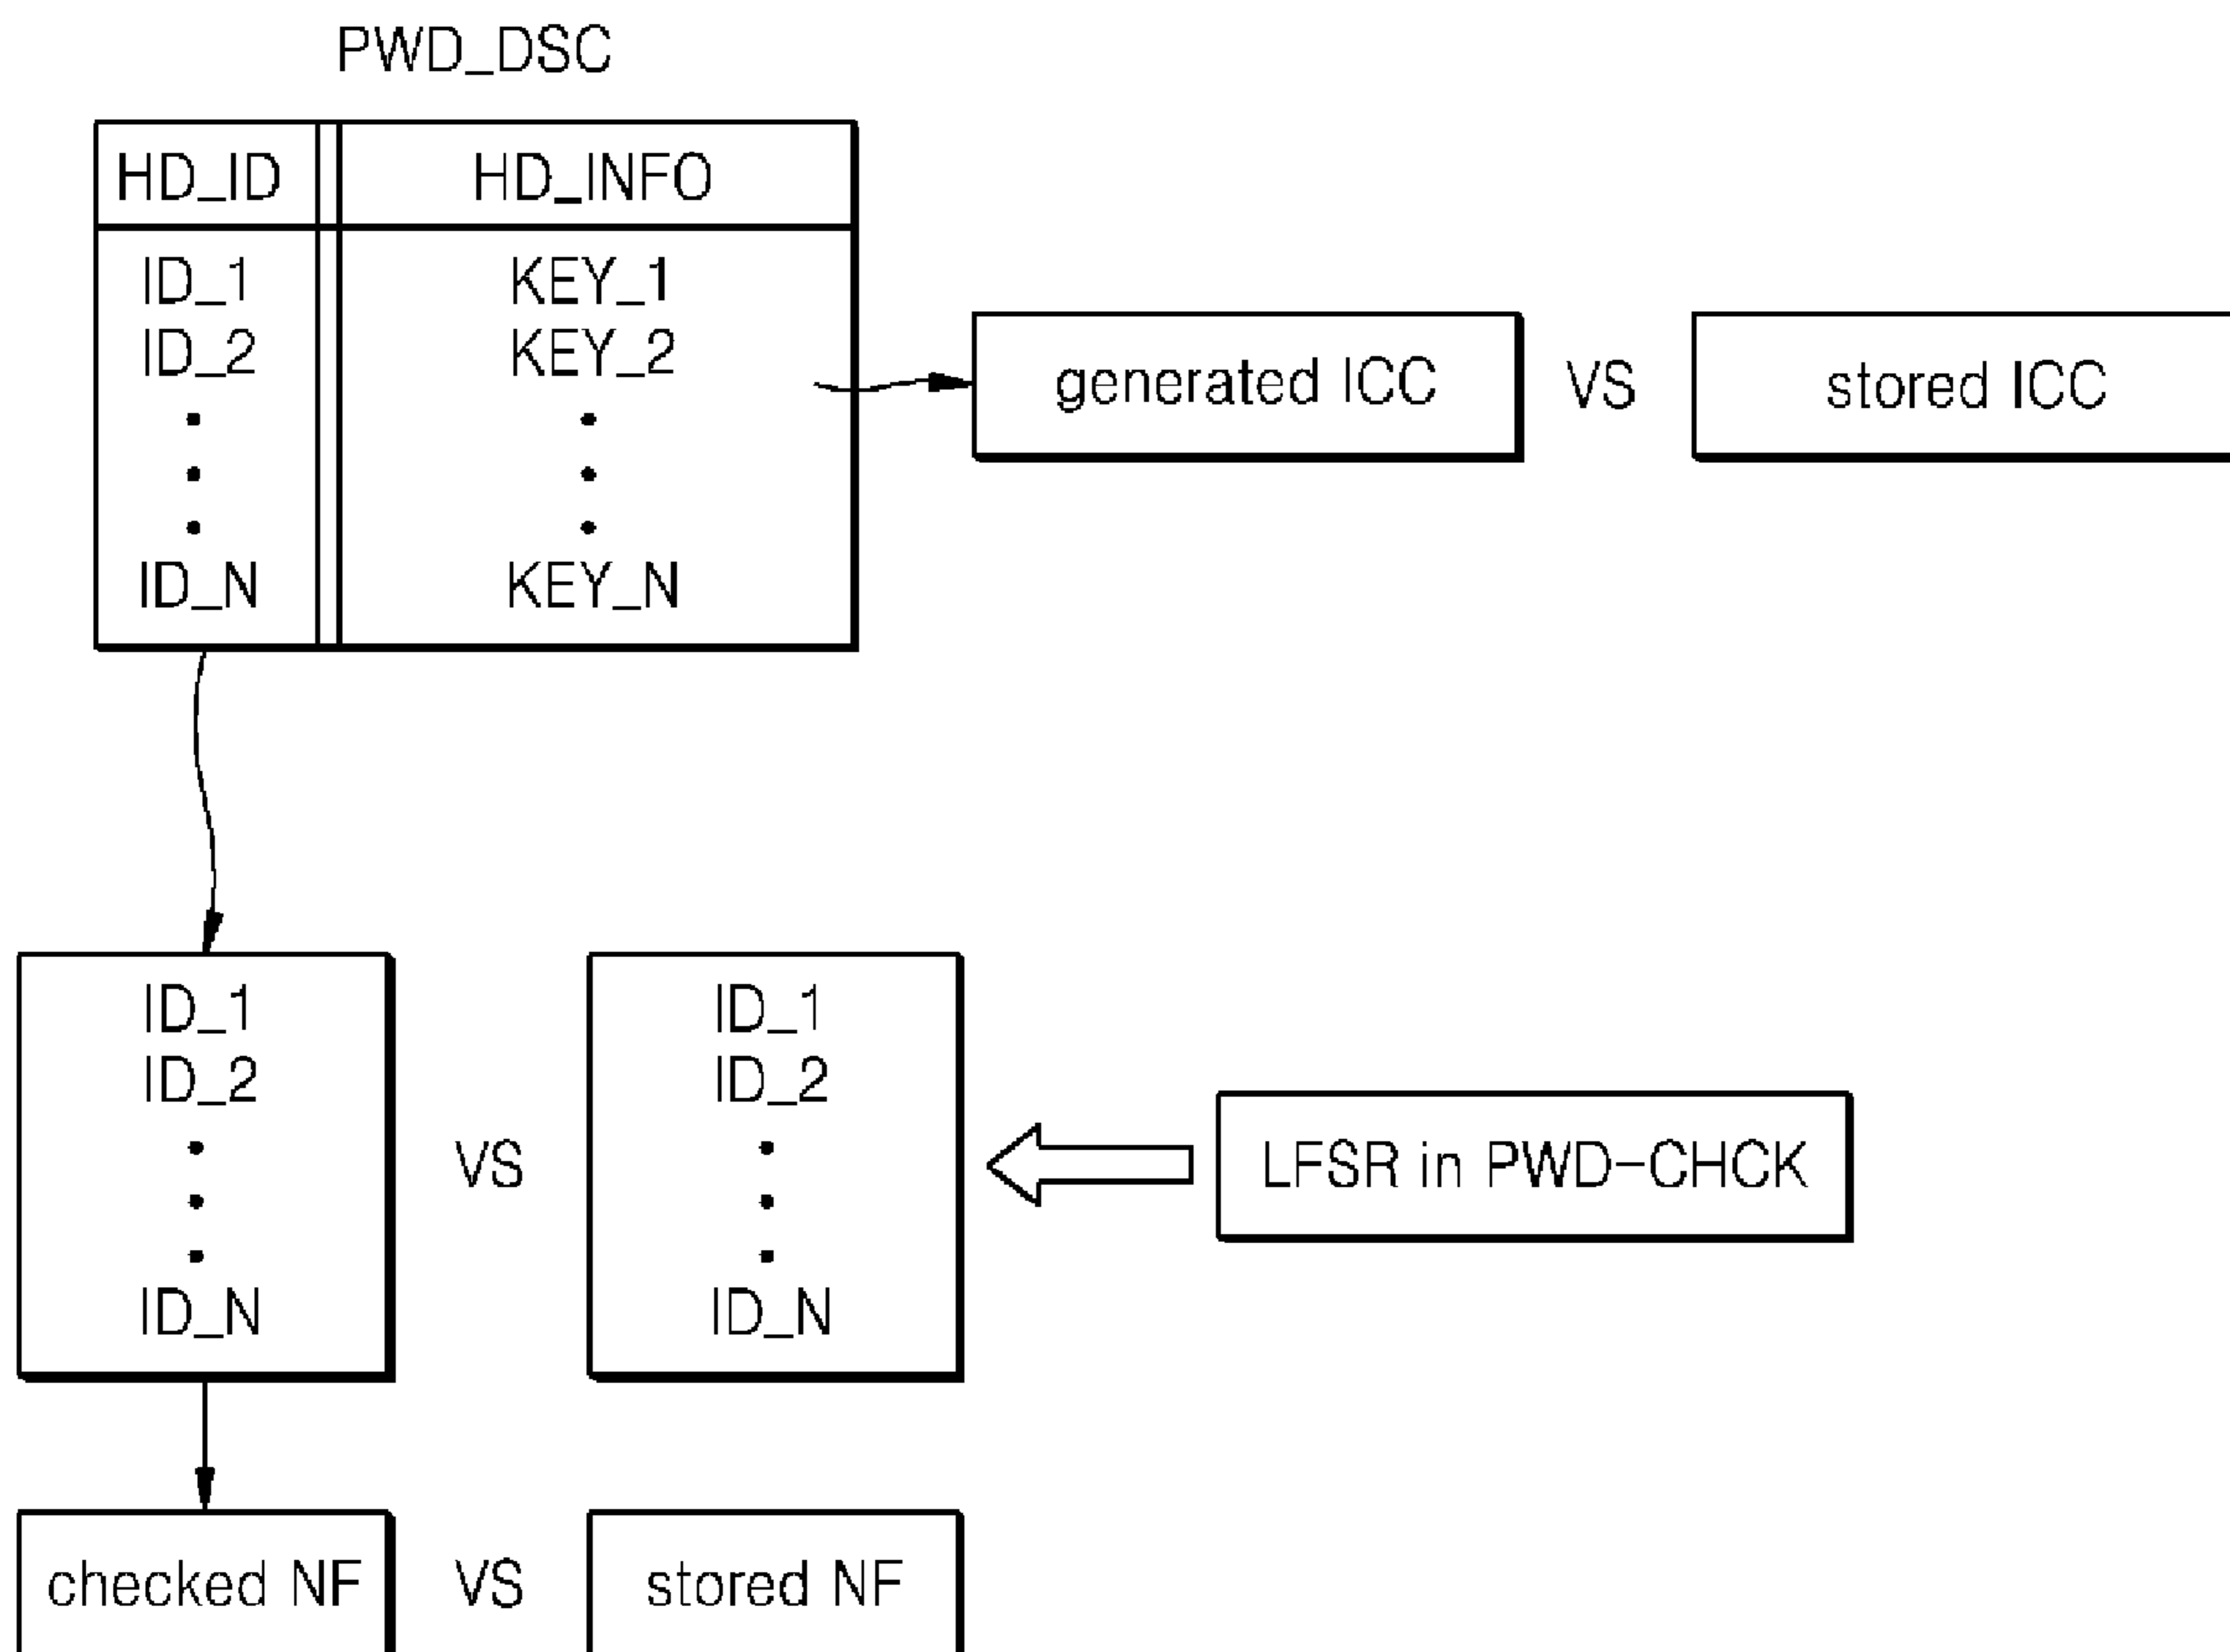 PWD_DSC
HD_ID HD_INFO
ID_1 KEY_1
ID_2 KEY_2
ID_N KEY_N
generated ICC VS stored ICC
ID_1 ID_1
ID_2 ID_2
VS
ID_N ID_N
LFSR in PWD-CHCK
checked NF VS stored NF